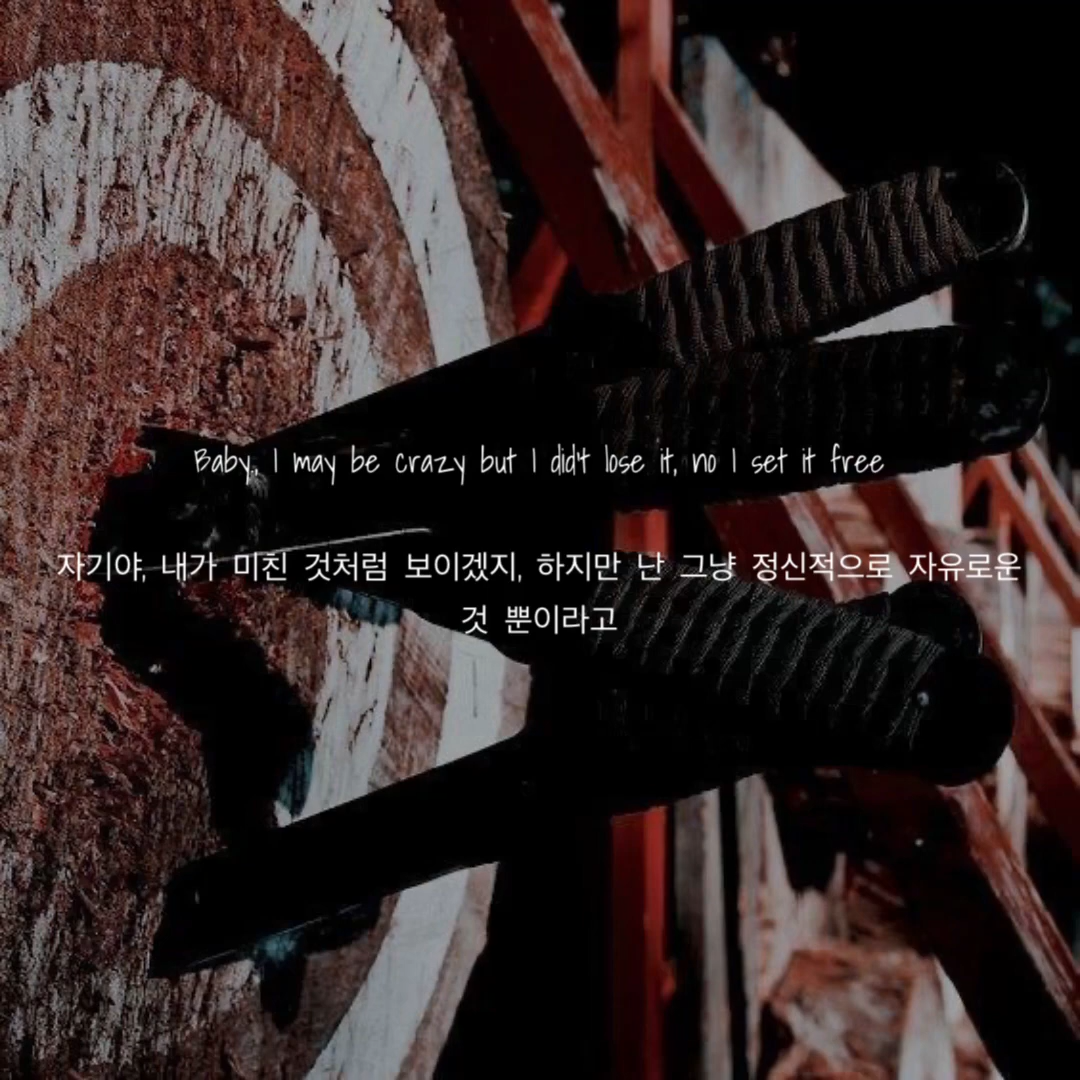 Baby, I may be crazy but I did't lose it, no I set it free
자기야, 내가 미친 것처럼 보이겠지, 하지만 난 그냥 정신적으로 자유로운
것 뿐이라고